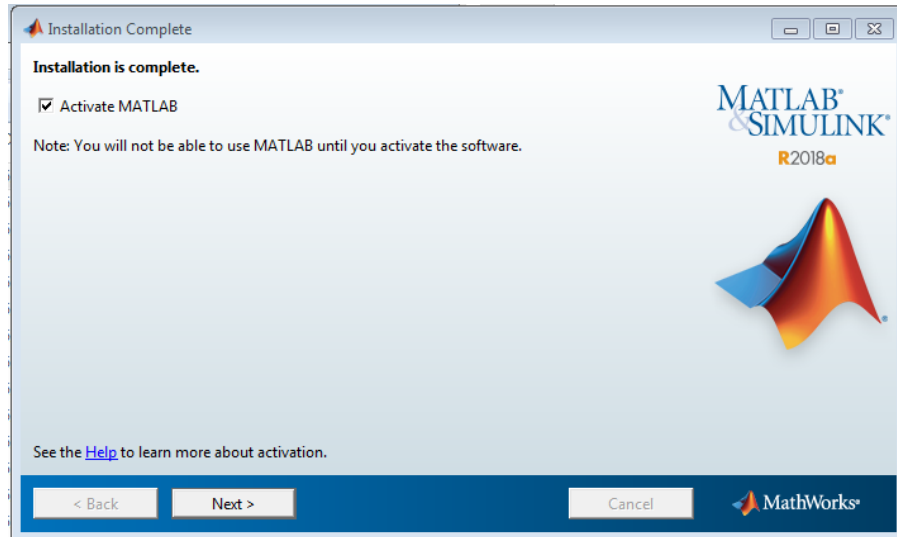 Installation Complete
Installation is complete.
Activate MATLAB
Note: You will not be able to use MATLAB until you activate the software.
MATLAB®
&SIMULINK®
R2018a
®
See the Help to learn more about activation.
< Back
Next >
Cancel
MathWorks®